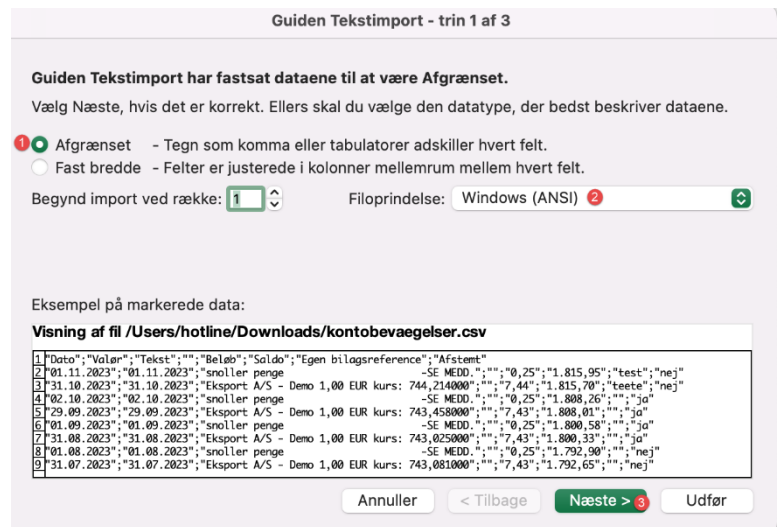 Guiden Tekstimport - trin 1 af 3
Guiden Tekstimport har fastsat dataene til at være Afgrænset.
Vælg Næste, hvis det er korrekt. Ellers skal du vælge den datatype, der bedst beskriver dataene.
1 Afgrænset - Tegn som komma eller tabulatorer adskiller hvert felt.
Fast bredde - Felter er justerede i kolonner mellemrum mellem hvert felt.
Begynd import ved række: 1 Filoprindelse: Windows (ANSI) 2
Eksempel på markerede data:
Visning af fil /Users/hotline/Downloads/kontobevaegelser.csv
1 "Dato";"Valør";"Tekst";"";"Beløb";"Saldo";"Egen bilagsreference";"Afstemt"
2 "01.11.2023";"01.11.2023";"snoller penge -SE MEDD.";"";"0,25";"1.815,95";"test";"nej"
3 "31.10.2023";"31.10.2023";"Eksport A/S - Demo 1,00 EUR kurs: 744,214000";"";"7,44";"1.815,70";"teete";"nej"
4 "02.10.2023";"02.10.2023";"snoller penge -SE MEDD.";"";"0,25";"1.808,26";"";"ja"
5 "29.09.2023";"29.09.2023";"Eksport A/S - Demo 1,00 EUR kurs: 743,458000";"";"7,43";"1.808,01";"";"ja"
6 "01.09.2023";"01.09.2023";"snoller penge -SE MEDD.";"";"0,25";"1.800,58";"";"ja"
7 "31.08.2023";"31.08.2023";"Eksport A/S - Demo 1,00 EUR kurs: 743,025000";"";"7,43";"1.800,33";"";"ja"
8 "01.08.2023";"01.08.2023";"snoller penge -SE MEDD.";"";"0,25";"1.792,90";"";"nej"
9 "31.07.2023";"31.07.2023";"Eksport A/S - Demo 1,00 EUR kurs: 743,081000";"";"7,43";"1.792,65";"";"nej"
Annuller < Tilbage Næste > 3 Udfør